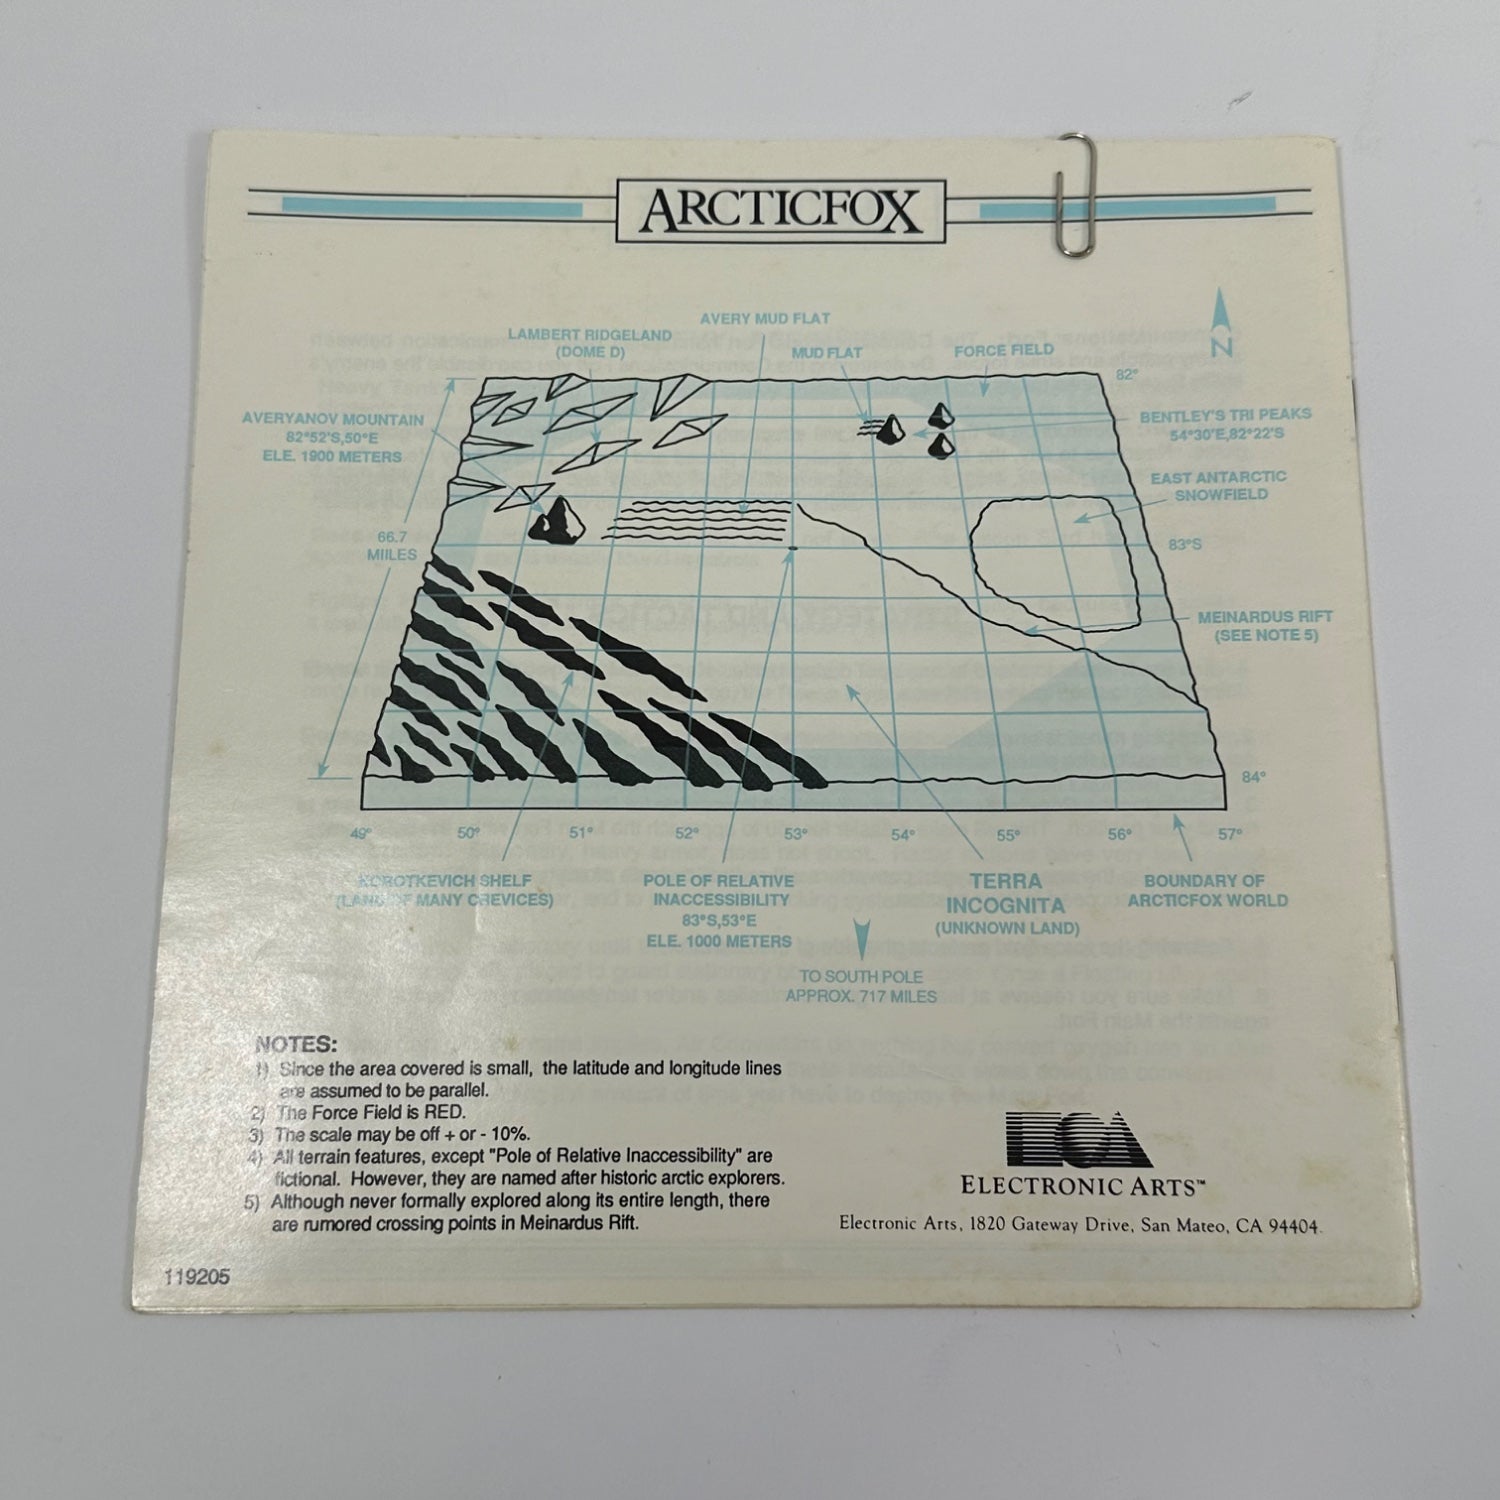 ARCTICFOX
AVERY MUD FLAT
LAMBERT RIDGELAND
(DOME D)
MUD FLAT
FORCE FIELD
N
82°
AVERYANOV MOUNTAIN
82°52'S,50°E
ELE. 1900 METERS
BENTLEY'S TRI PEAKS
54°30'E,82°22'S
EAST ANTARCTIC
SNOWFIELD
66.7
MIILES
83°S
MEINARDUS RIFT
(SEE NOTE 5)
84°
49° 50° 51° 52° 53° 54° 55° 56° 57°
KOROTKEVICH SHELF
(LAND OF MANY CREVICES)
POLE OF RELATIVE
INACCESSIBILITY
83°S,53°E
ELE. 1000 METERS
TERRA
INCOGNITA
(UNKNOWN LAND)
BOUNDARY OF
ARCTICFOX WORLD
TO SOUTH POLE
APPROX. 717 MILES
NOTES:
1) Since the area covered is small, the latitude and longitude lines
are assumed to be parallel.
2) The Force Field is RED.
3) The scale may be off + or - 10%.
4) All terrain features, except "Pole of Relative Inaccessibility" are
fictional. However, they are named after historic arctic explorers.
5) Although never formally explored along its entire length, there
are rumored crossing points in Meinardus Rift.
ELECTRONIC ARTS™
Electronic Arts, 1820 Gateway Drive, San Mateo, CA 94404.
119205